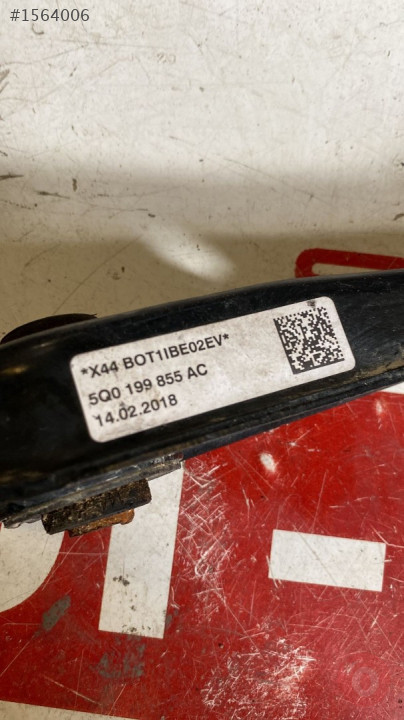 #1564006
*X44 BOT1IBE02EV*
5Q0 199 855 AC
14.02.2018